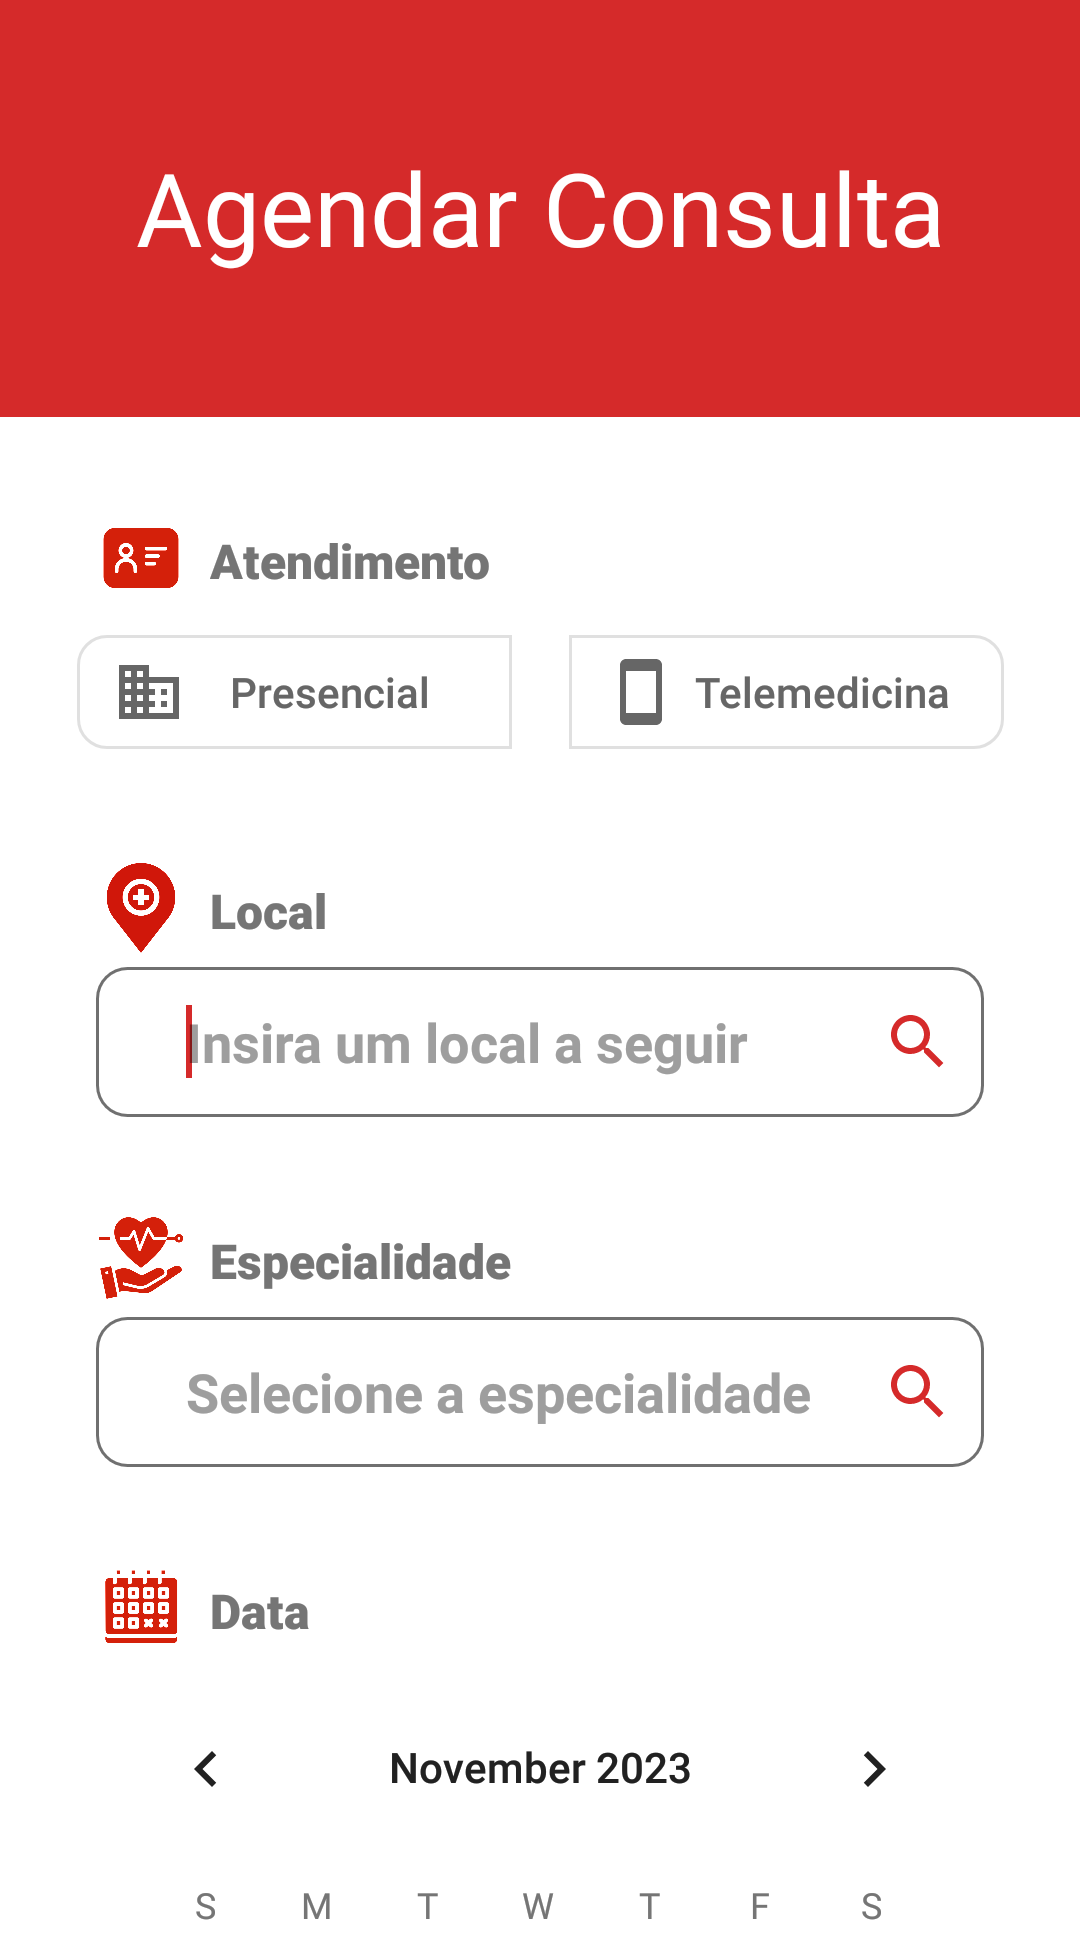 Agendar Consulta
Atendimento
Presencial Telemedicina
Local
Insira um local a seguir
Especialidade
Selecione a especialidade
Data
November 2023
S M T W T F S